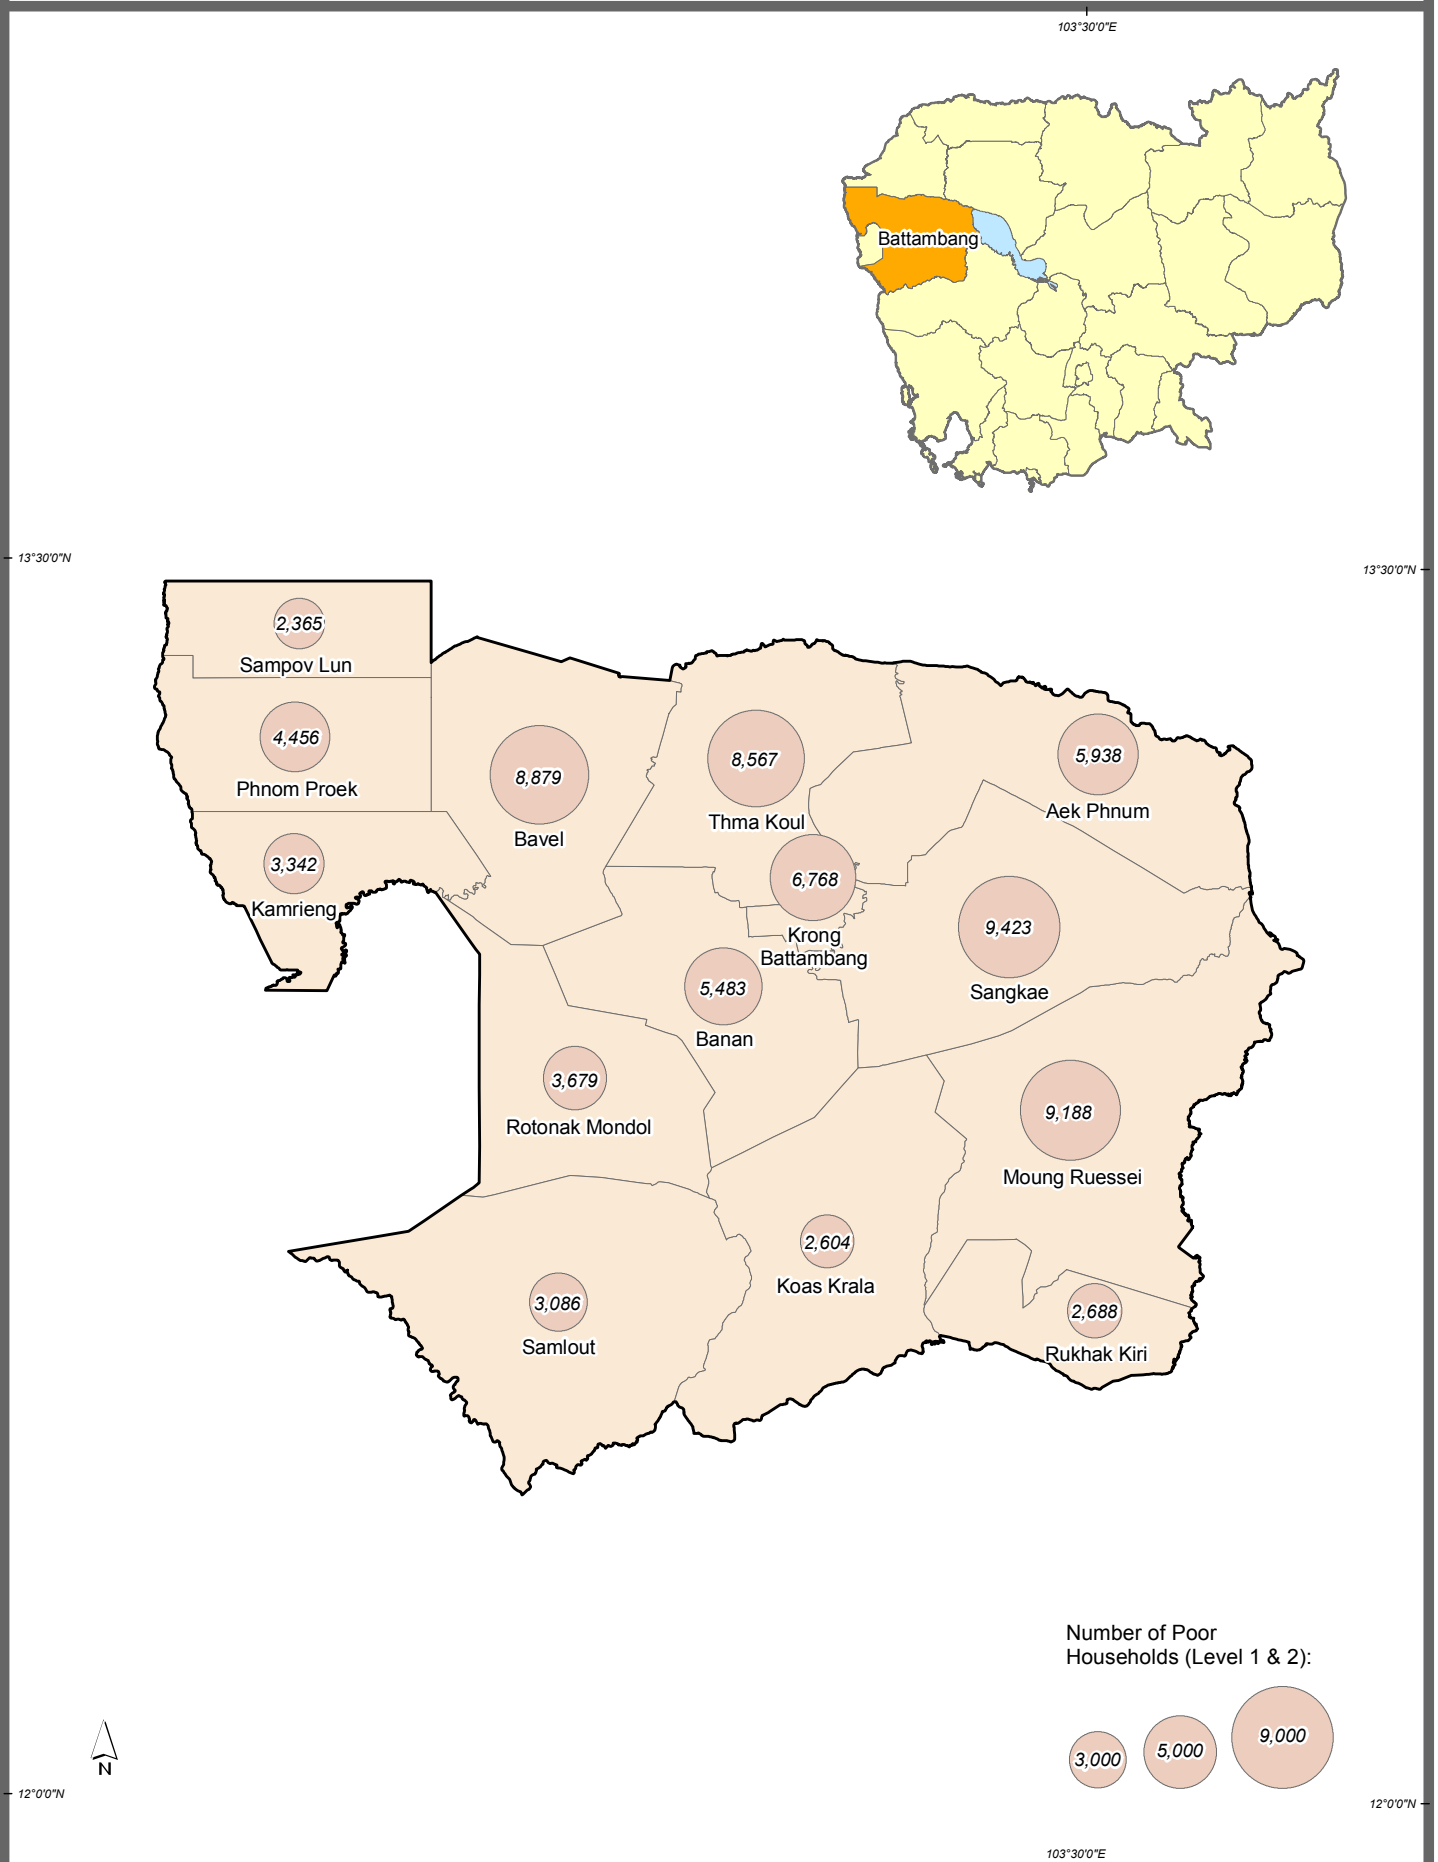 103°30'0"E
Battambang
13°30'0"N
13°30'0"N
2,365
Sampov Lun
4,456
Phnom Proek
8,879
Bavel
8,567
Thma Koul
5,938
Aek Phnum
3,342
Kamrieng
6,768
Krong
Battambang
9,423
Sangkae
5,483
Banan
3,679
Rotonak Mondol
9,188
Moung Ruessei
2,604
Koas Krala
3,086
Samlout
2,688
Rukhak Kiri
Number of Poor
Households (Level 1 & 2):
3,000
5,000
9,000
N
12°0'0"N
12°0'0"N
103°30'0"E